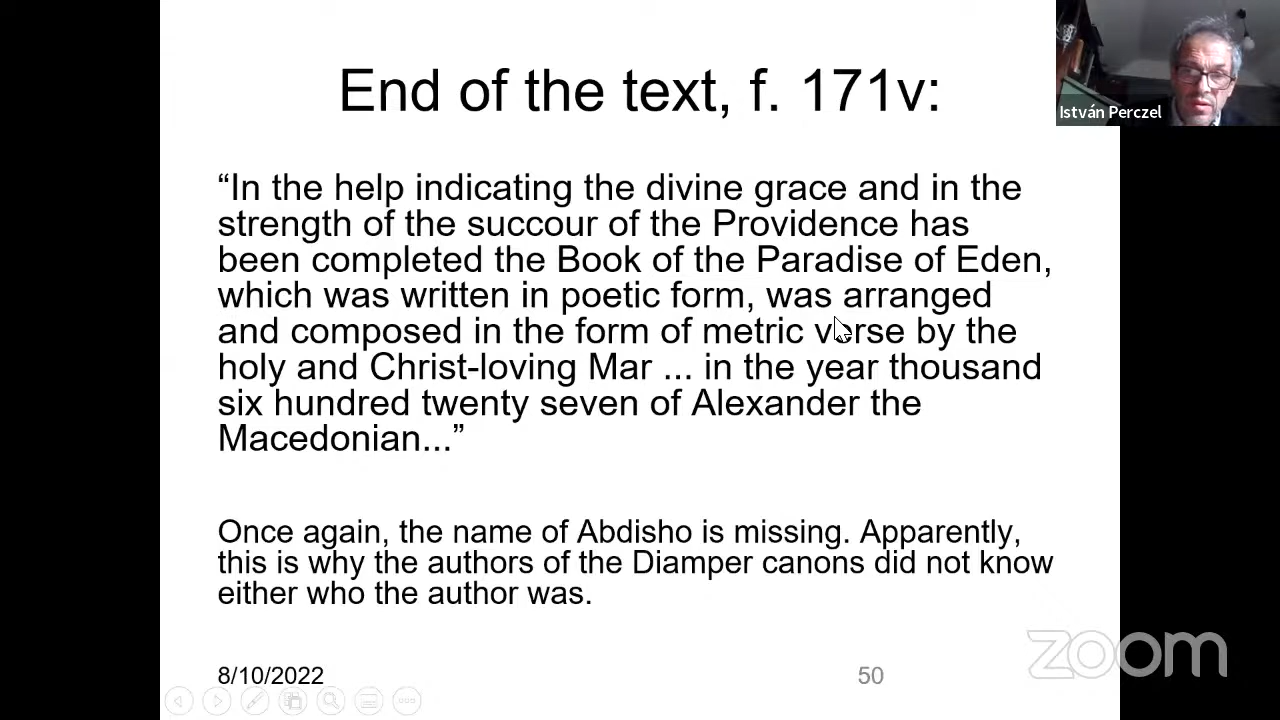 End of the text, f. 171v:
István Perczel
“In the help indicating the divine grace and in the
strength of the succour of the Providence has
been completed the Book of the Paradise of Eden,
which was written in poetic form, was arranged
and composed in the form of metric verse by the
holy and Christ-loving Mar ... in the year thousand
six hundred twenty seven of Alexander the
Macedonian...”
Once again, the name of Abdisho is missing. Apparently,
this is why the authors of the Diamper canons did not know
either who the author was.
8/10/2022
50
zoom